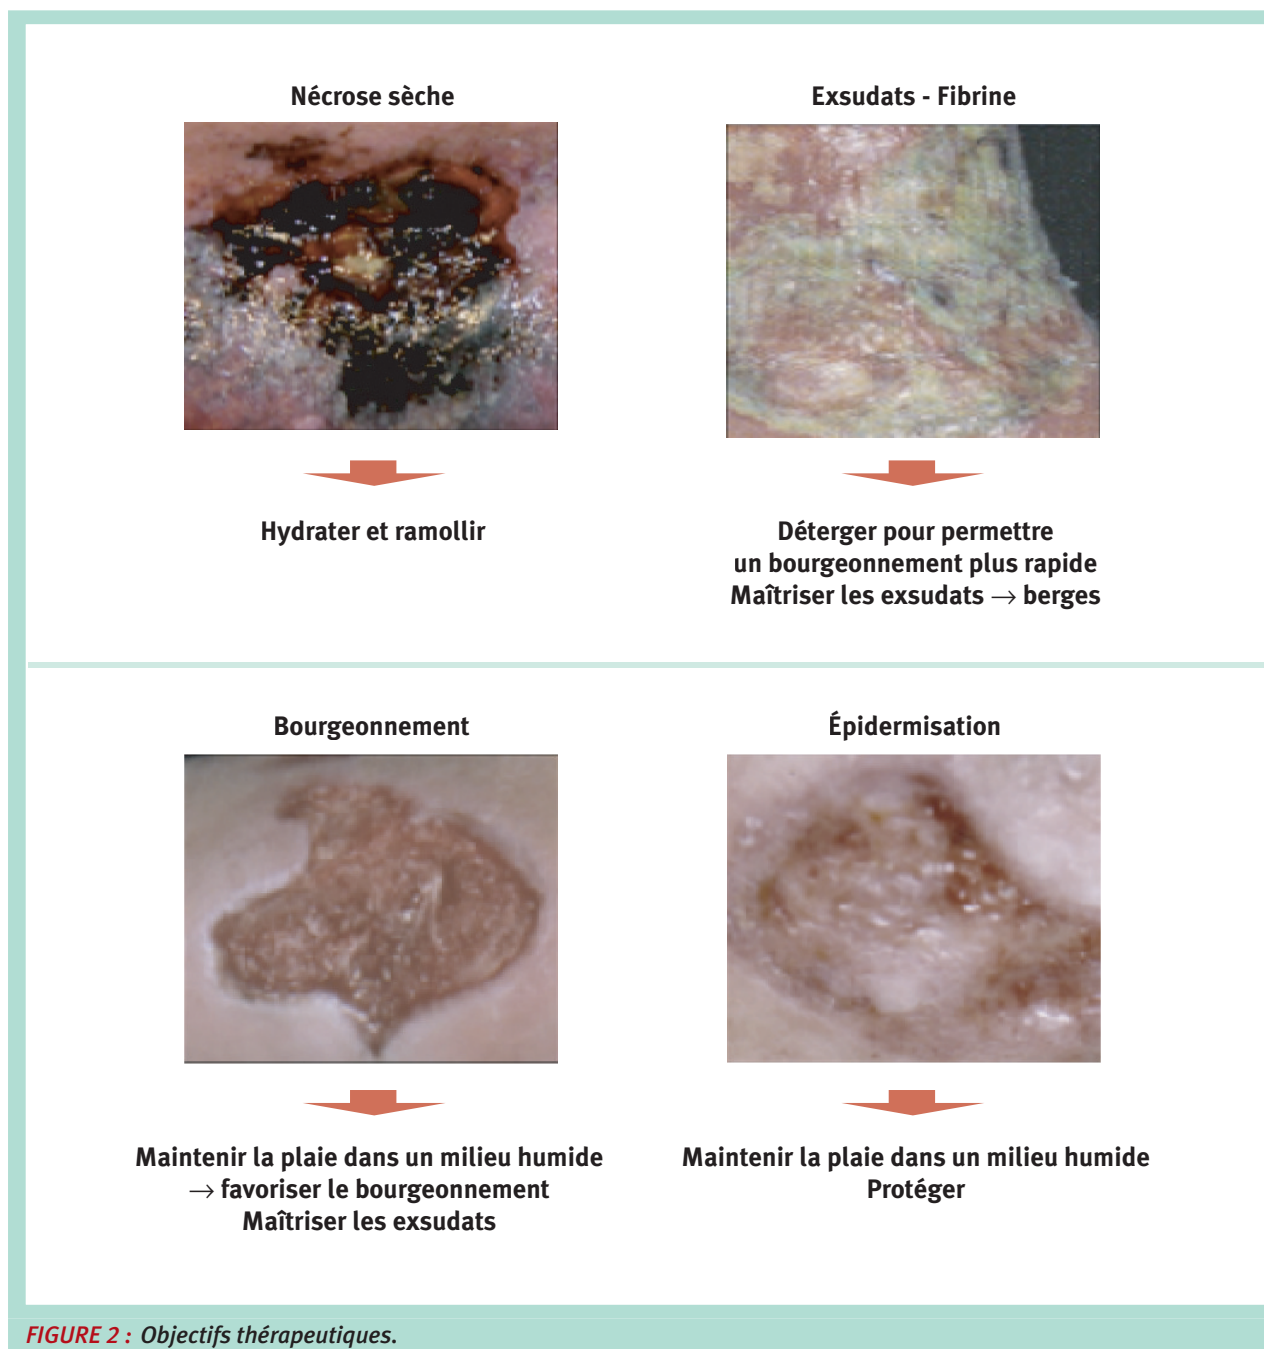 Nécrose sèche
Exsudats - Fibrine
Hydrater et ramollir
Déterger pour permettre
un bourgeonnement plus rapide
Maîtriser les exsudats → berges
Bourgeonnement
Épidermisation
Maintenir la plaie dans un milieu humide
→ favoriser le bourgeonnement
Maîtriser les exsudats
Maintenir la plaie dans un milieu humide
Protéger
FIGURE 2 : Objectifs thérapeutiques.